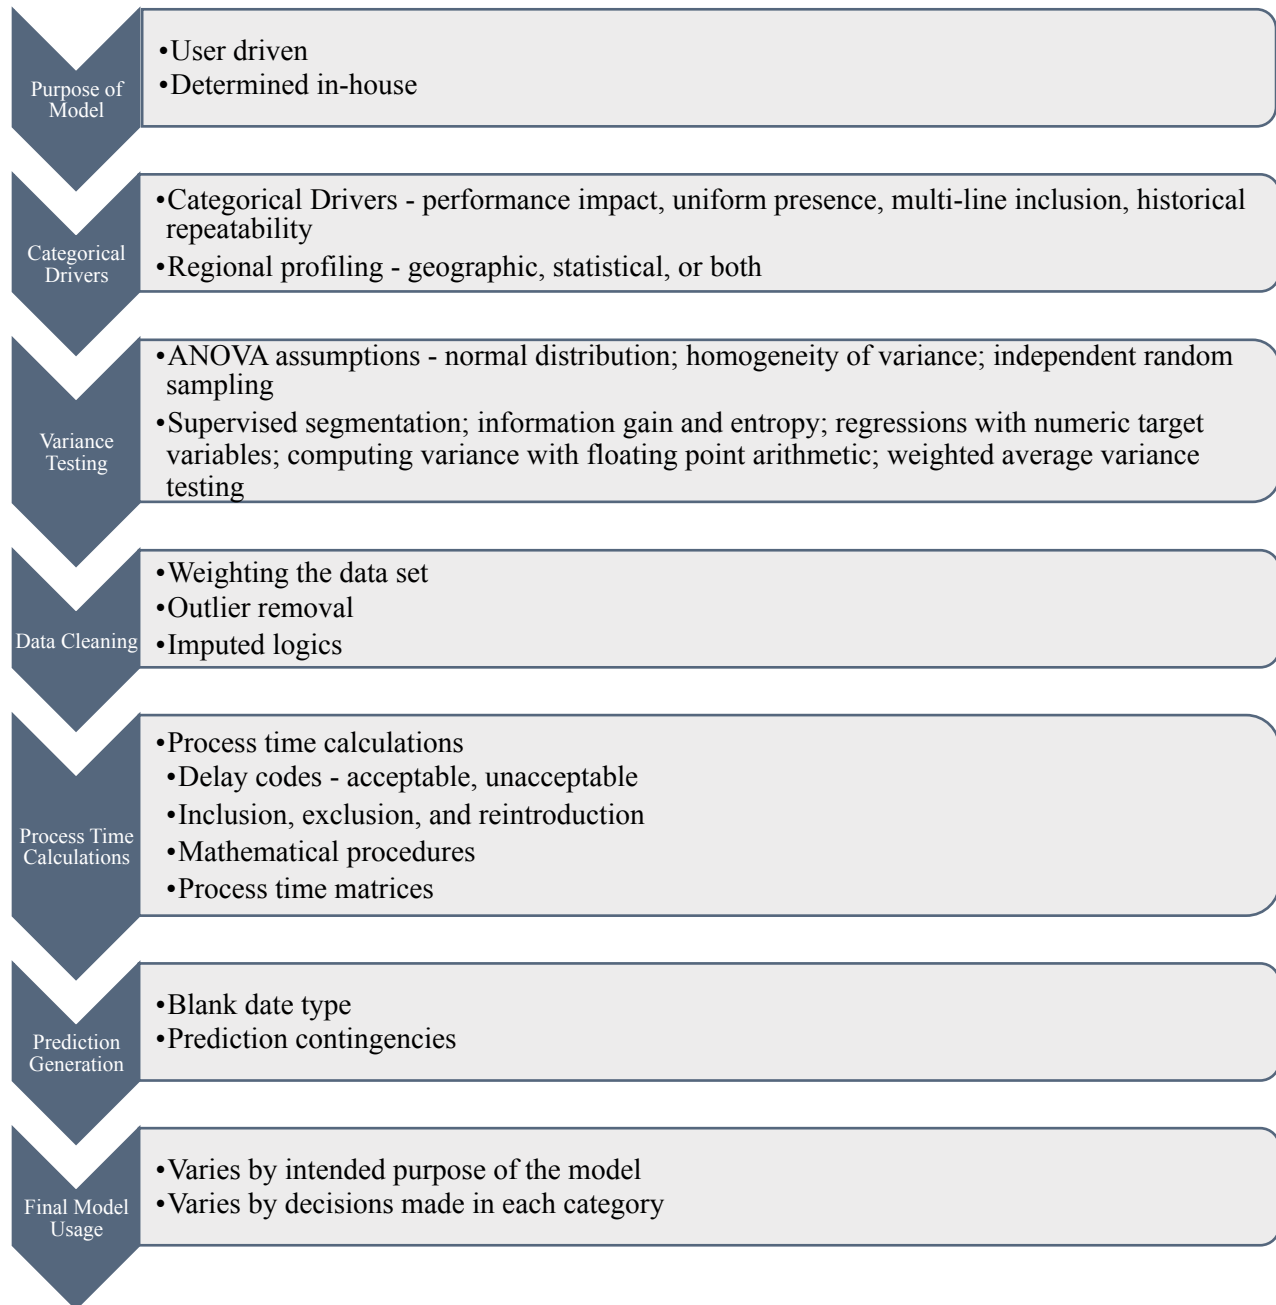 Purpose of
Model
•User driven
•Determined in-house
Categorical
Drivers
•Categorical Drivers - performance impact, uniform presence, multi-line inclusion, historical
repeatability
•Regional profiling - geographic, statistical, or both
Variance
Testing
•ANOVA assumptions - normal distribution; homogeneity of variance; independent random
sampling
•Supervised segmentation; information gain and entropy; regressions with numeric target
variables; computing variance with floating point arithmetic; weighted average variance
testing
Data Cleaning
•Weighting the data set
•Outlier removal
•Imputed logics
Process Time
Calculations
•Process time calculations
•Delay codes - acceptable, unacceptable
•Inclusion, exclusion, and reintroduction
•Mathematical procedures
•Process time matrices
Prediction
Generation
•Blank date type
•Prediction contingencies
Final Model
Usage
•Varies by intended purpose of the model
•Varies by decisions made in each category